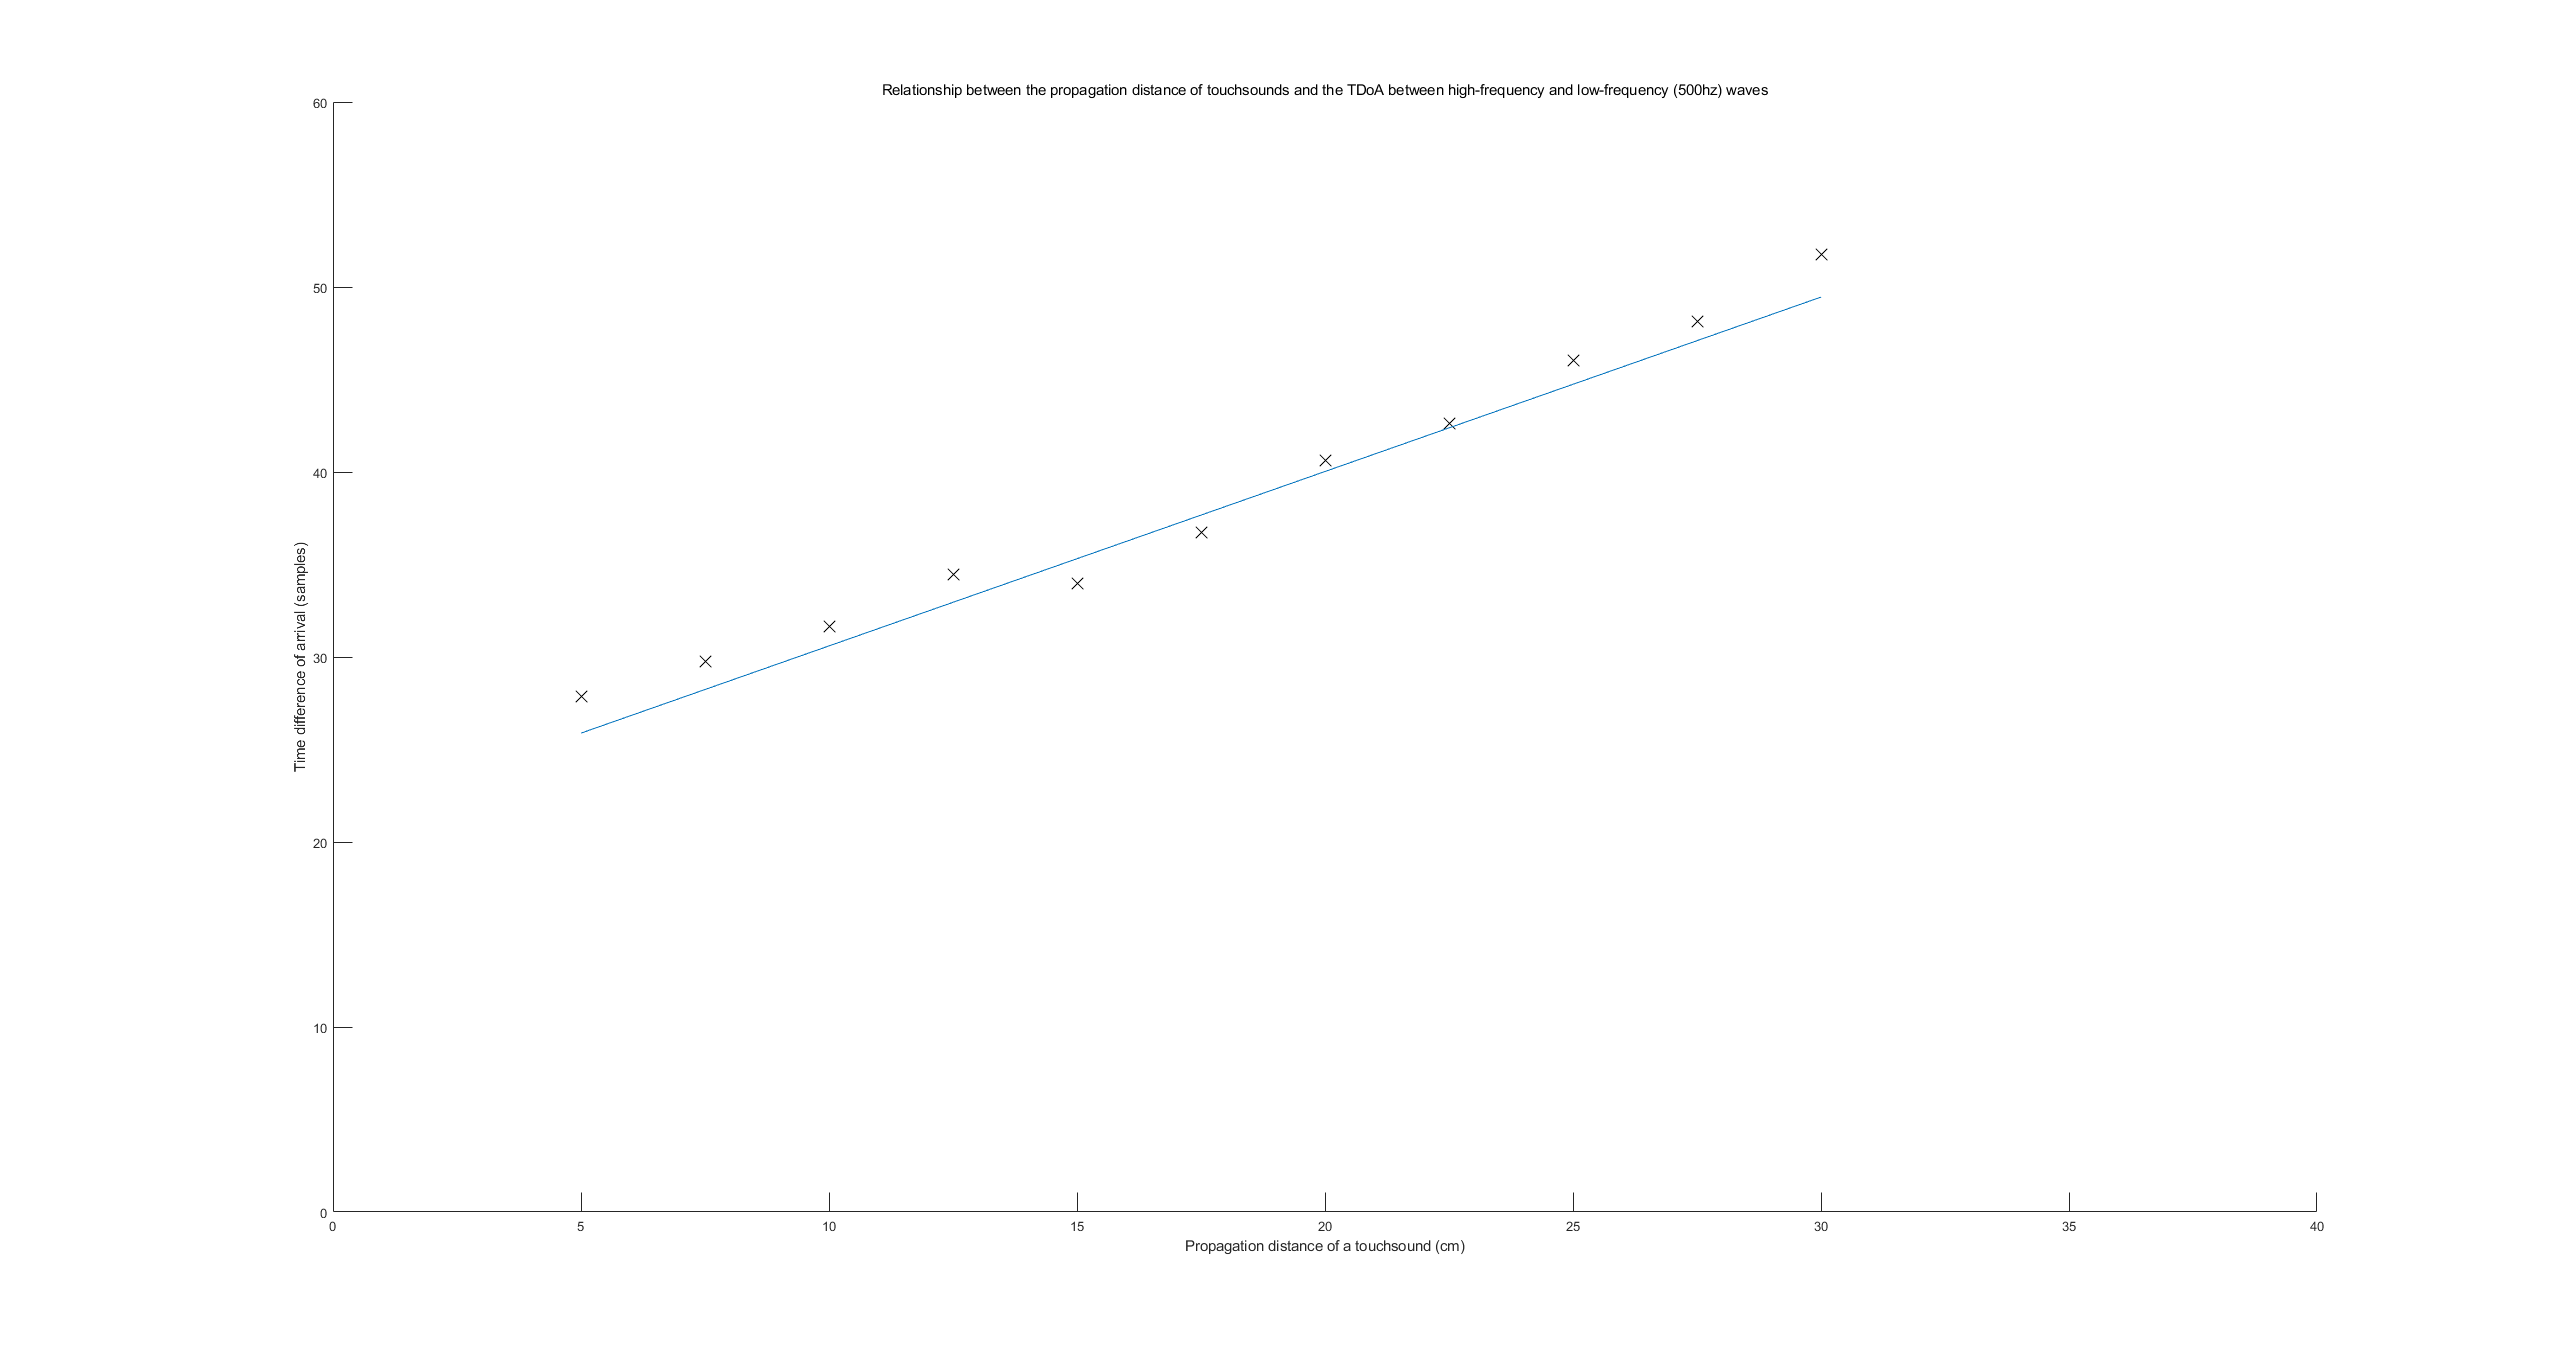 Relationship between the propagation distance of touchsounds and the TDoA between high-frequency and low-frequency (500hz) waves
60
50
40
30
20
10
0
Time difference of arrival (samples)
0 5 10 15 20 25 30 35 40
Propagation distance of a touchsound (cm)